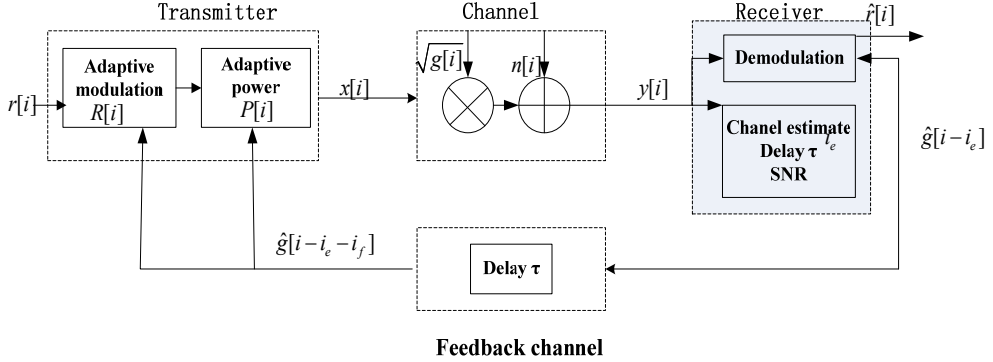 Transmitter
Channel
Receiver
r̂[i]
Adaptive
modulation
R[i]
Adaptive
power
P[i]
r[i]
x[i]
√g[i]
n[i]
y[i]
Demodulation
Chanel estimate
Delay τ i_e
SNR
ĝ[i−i_e]
ĝ[i−i_e−i_f]
Delay τ
Feedback channel